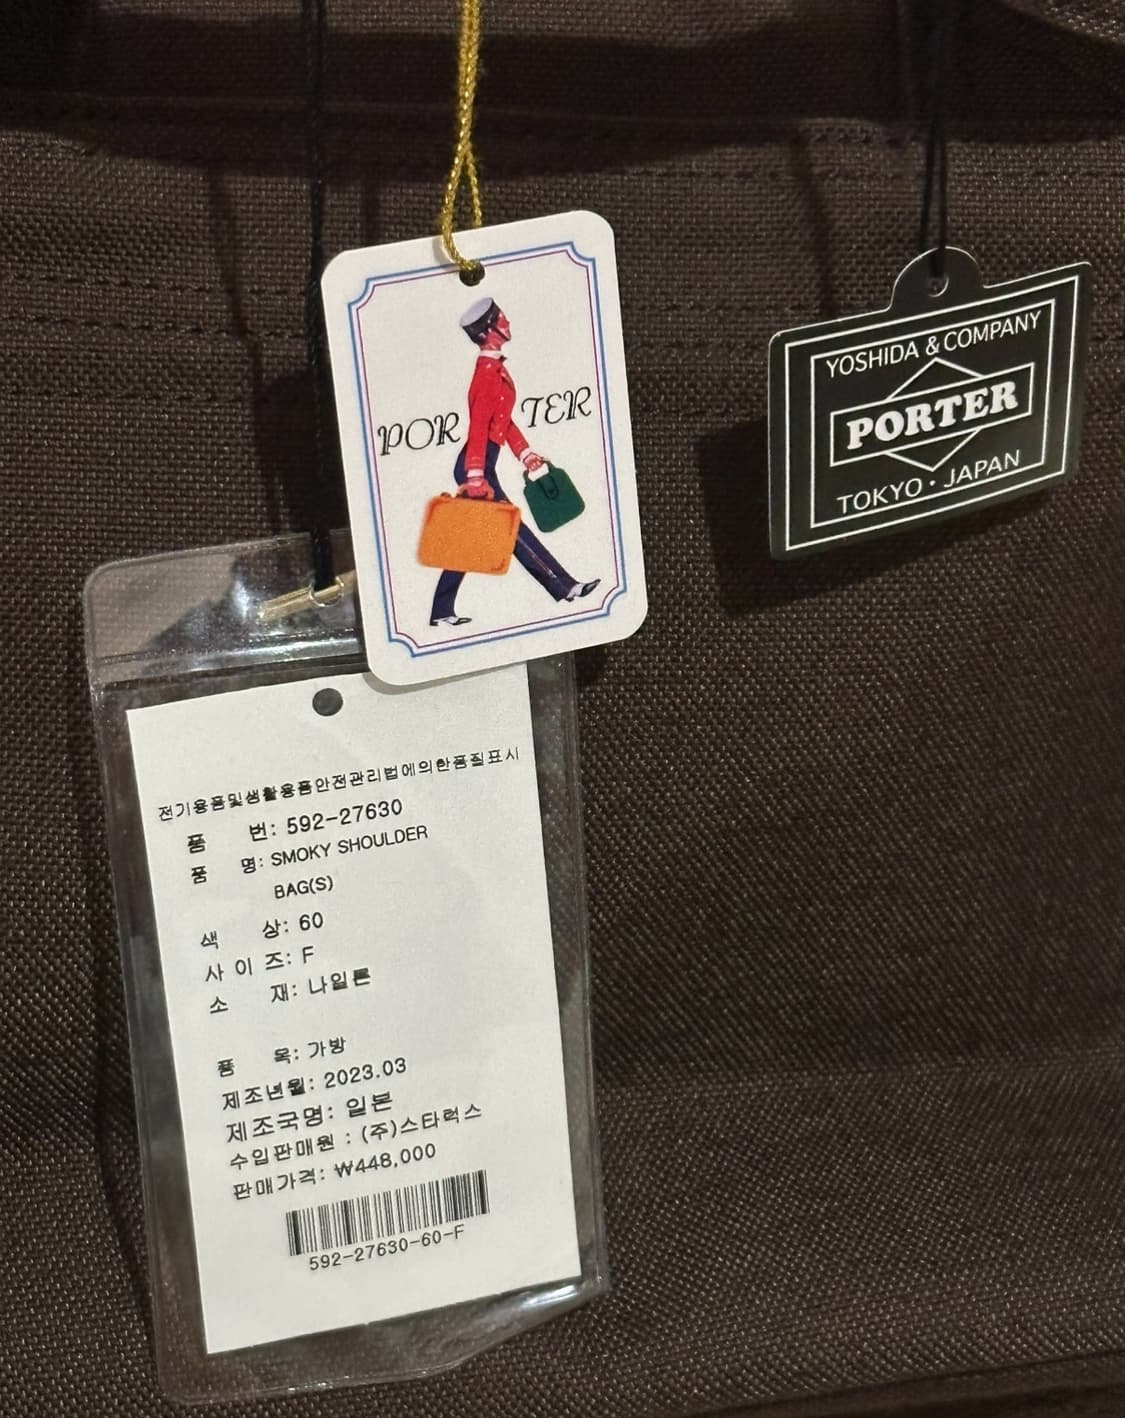 PORTER
YOSHIDA & COMPANY
PORTER
TOKYO・JAPAN
전기용품및생활용품안전관리법에의한품질표시
품 번: 592-27630
품 명: SMOKY SHOULDER
BAG(S)
색 상: 60
사 이 즈: F
소 재: 나일론
품 목: 가방
제조년월: 2023.03
제조국명: 일본
수입판매원 : (주)스타럭스
판매가격: ₩448,000
592-27630-60-F